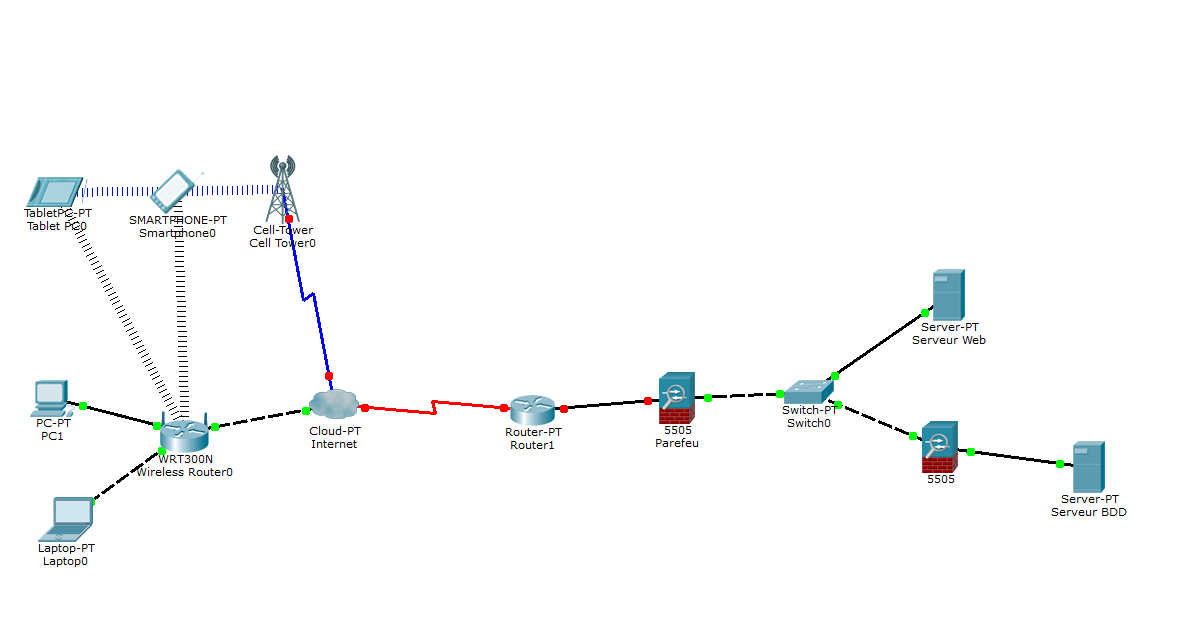 TabletPC-PT
Tablet PC0
SMARTPHONE-PT
Smartphone0
Cell-Tower
Cell Tower0
Server-PT
Serveur Web
PC-PT
PC1
Cloud-PT
Internet
Router-PT
Router1
5505
Parefeu
Switch-PT
Switch0
WRT300N
Wireless Router0
5505
Server-PT
Serveur BDD
Laptop-PT
Laptop0